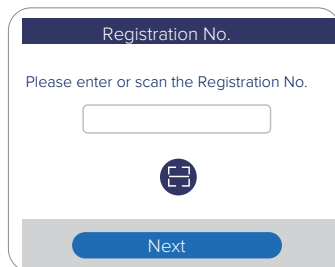 Registration No.
Please enter or scan the Registration No.
Next